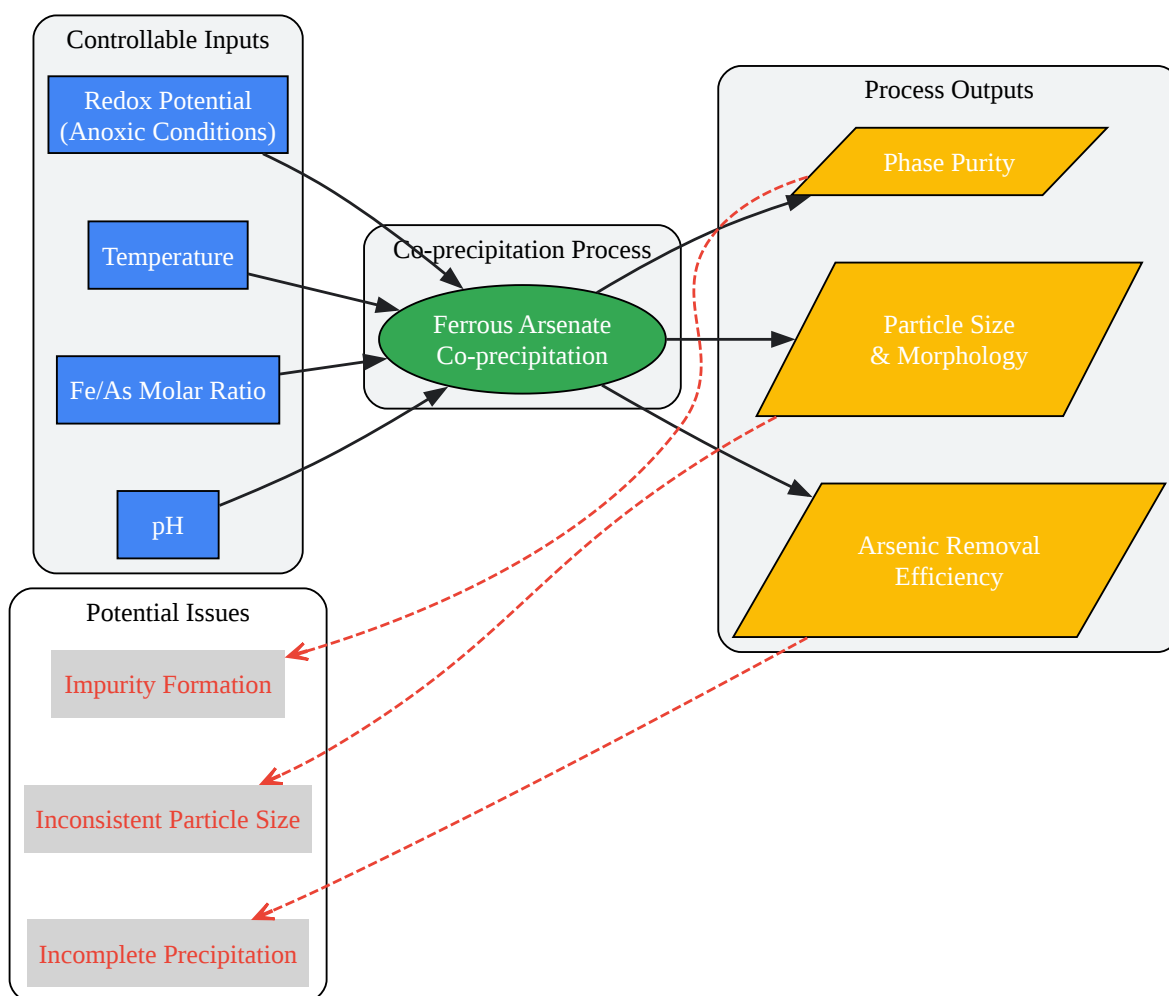 Controllable Inputs
Redox Potential
(Anoxic Conditions)
Temperature
Fe/As Molar Ratio
pH
Co-precipitation Process
Ferrous Arsenate
Co-precipitation
Process Outputs
Phase Purity
Particle Size
& Morphology
Arsenic Removal
Efficiency
Potential Issues
Impurity Formation
Inconsistent Particle Size
Incomplete Precipitation